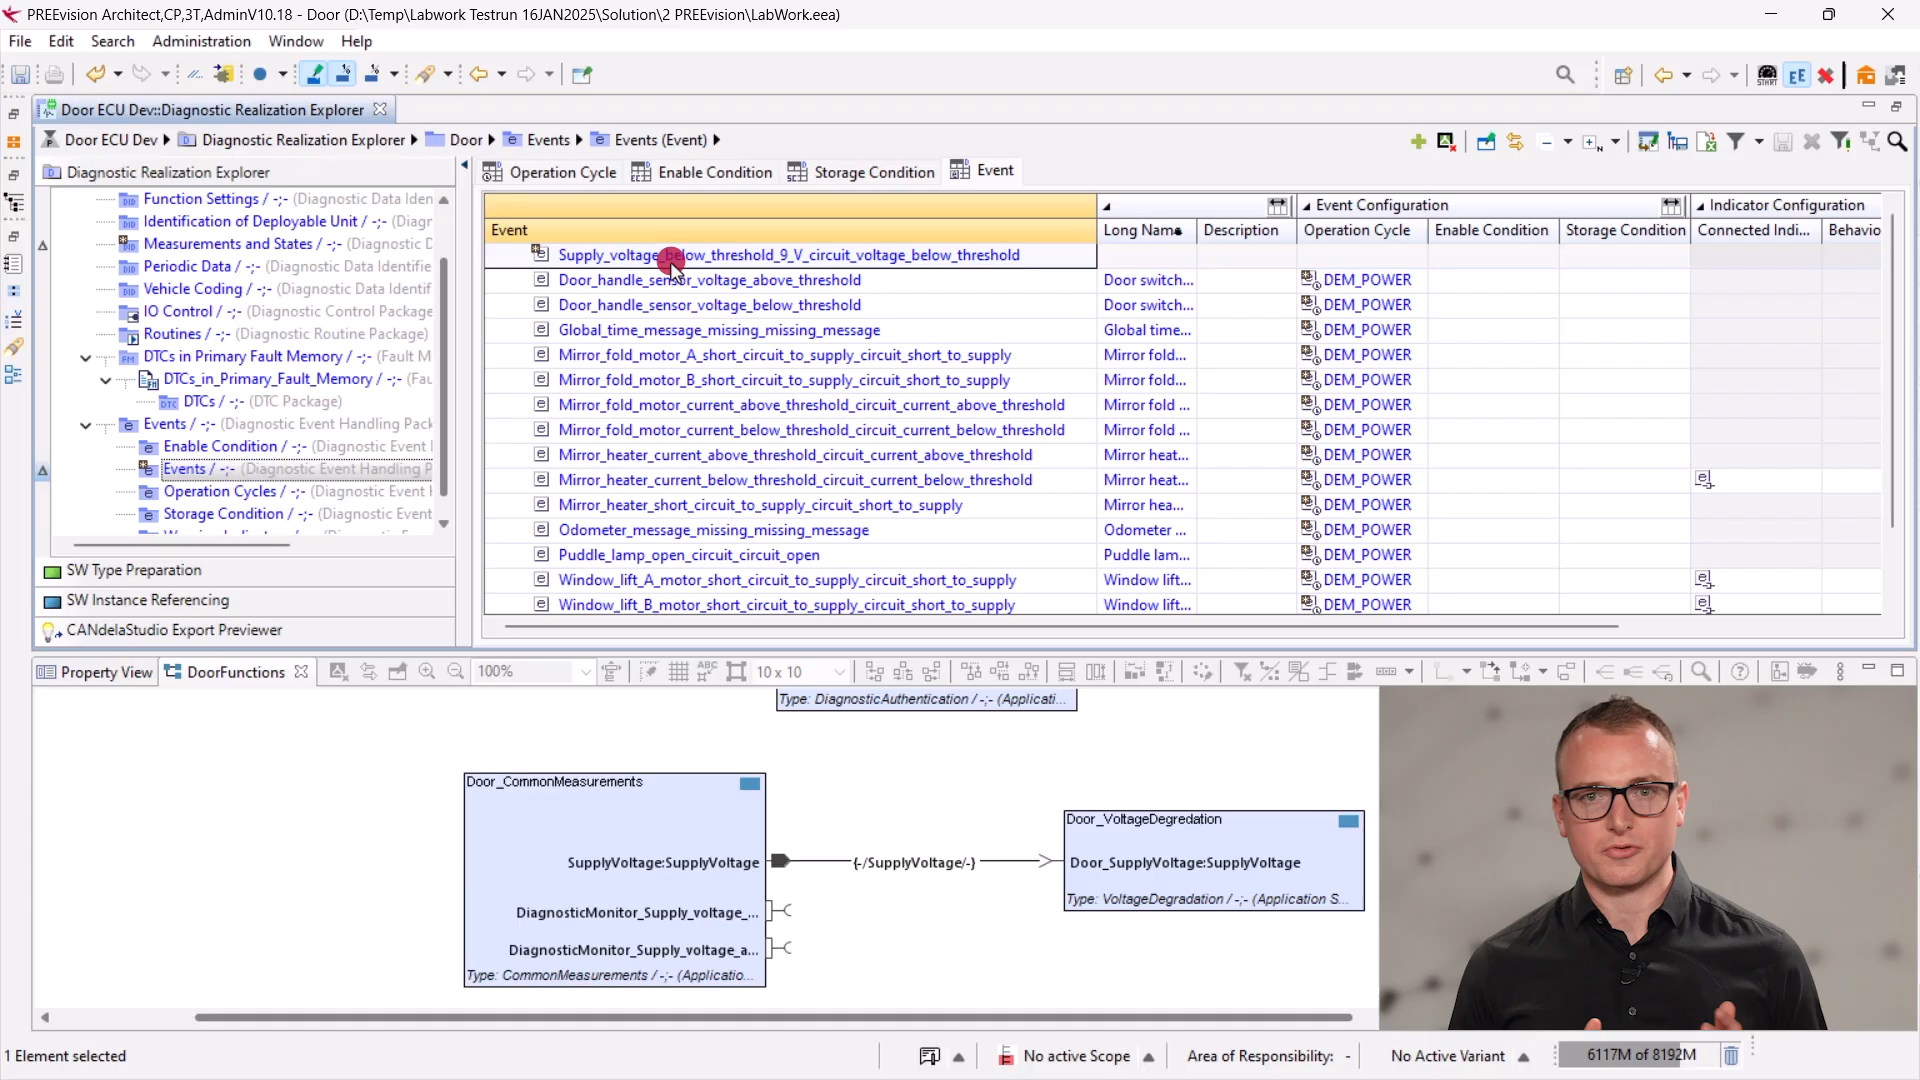 PREEvision Architect,CP,3T,AdminV10.18 - Door (D:\Temp\Labwork Testrun 16JAN2025\Solution\2 PREEvision\LabWork.eea)
File Edit Search Administration Window Help
START EE
Door ECU Dev::Diagnostic Realization Explorer
Door ECU Dev Diagnostic Realization Explorer Door Events Events (Event)
Diagnostic Realization Explorer
Operation Cycle Enable Condition Storage Condition Event
Function Settings / -;- (Diagnostic Data Iden
Identification of Deployable Unit / -;- (Diagr
Measurements and States / -;- (Diagnostic D
Periodic Data / -;- (Diagnostic Data Identifie
Vehicle Coding / -;- (Diagnostic Data Identif
IO Control / -;- (Diagnostic Control Package
Routines / -;- (Diagnostic Routine Package)
DTCs in Primary Fault Memory / -;- (Fault M
DTCs_in_Primary_Fault_Memory / -;- (Fau
DTCs / -;- (DTC Package)
Events / -;- (Diagnostic Event Handling Pack
Enable Condition / -;- (Diagnostic Event I
Events / -;- (Diagnostic Event Handling P
Operation Cycles / -;- (Diagnostic Event H
Storage Condition / -;- (Diagnostic Event
SW Type Preparation
SW Instance Referencing
CANdelaStudio Export Previewer
Event Configuration Indicator Configuration
Event Long Name Description Operation Cycle Enable Condition Storage Condition Connected Indi... Behavio
Supply_voltage_below_threshold_9_V_circuit_voltage_below_threshold
Door_handle_sensor_voltage_above_threshold Door switch... DEM_POWER
Door_handle_sensor_voltage_below_threshold Door switch... DEM_POWER
Global_time_message_missing_missing_message Global time... DEM_POWER
Mirror_fold_motor_A_short_circuit_to_supply_circuit_short_to_supply Mirror fold... DEM_POWER
Mirror_fold_motor_B_short_circuit_to_supply_circuit_short_to_supply Mirror fold... DEM_POWER
Mirror_fold_motor_current_above_threshold_circuit_current_above_threshold Mirror fold ... DEM_POWER
Mirror_fold_motor_current_below_threshold_circuit_current_below_threshold Mirror fold ... DEM_POWER
Mirror_heater_current_above_threshold_circuit_current_above_threshold Mirror heat... DEM_POWER
Mirror_heater_current_below_threshold_circuit_current_below_threshold Mirror heat... DEM_POWER
Mirror_heater_short_circuit_to_supply_circuit_short_to_supply Mirror hea... DEM_POWER
Odometer_message_missing_missing_message Odometer ... DEM_POWER
Puddle_lamp_open_circuit_circuit_open Puddle lam... DEM_POWER
Window_lift_A_motor_short_circuit_to_supply_circuit_short_to_supply Window lift... DEM_POWER
Window_lift_B_motor_short_circuit_to_supply_circuit_short_to_supply Window lift... DEM_POWER
Property View DoorFunctions 100% ABC 10 x 10
Type: DiagnosticAuthentication / -;- (Applicati...
Door_CommonMeasurements
SupplyVoltage:SupplyVoltage
DiagnosticMonitor_Supply_voltage_...
DiagnosticMonitor_Supply_voltage_a...
Type: CommonMeasurements / -;- (Applicatio...
{-/SupplyVoltage/-}
Door_VoltageDegredation
Door_SupplyVoltage:SupplyVoltage
Type: VoltageDegradation / -;- (Application S...
1 Element selected No active Scope Area of Responsibility: - No Active Variant 6117M of 8192M